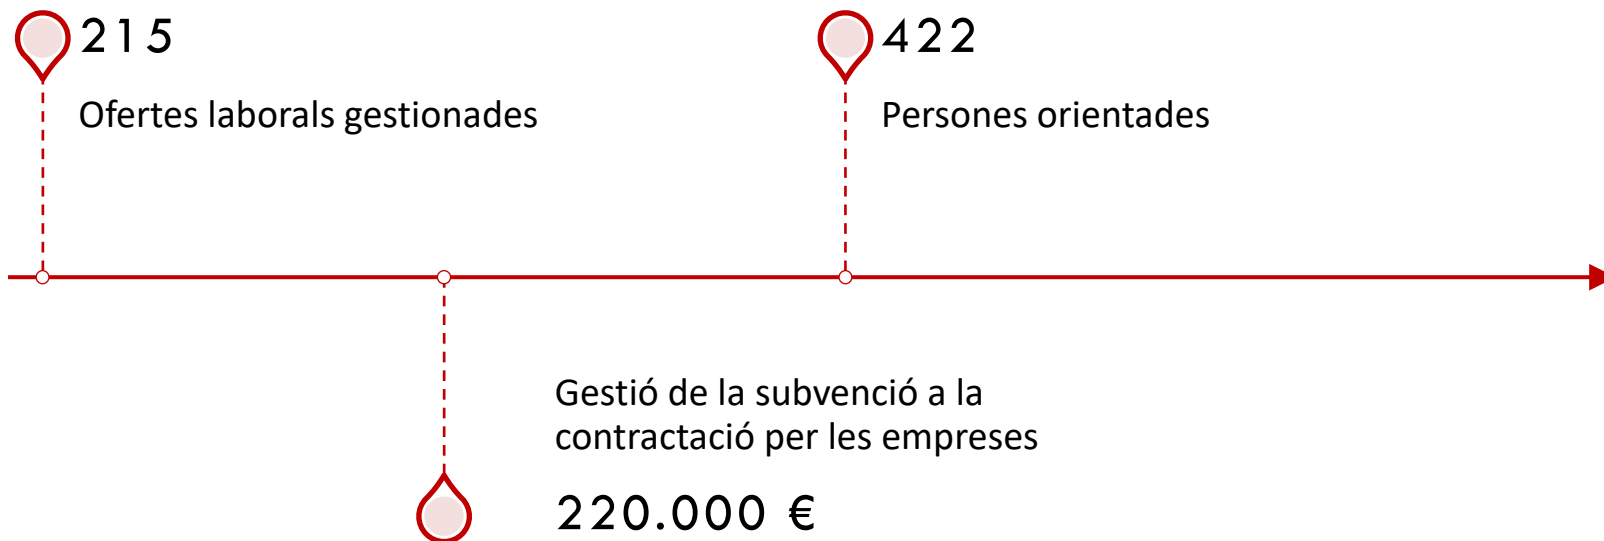 215
Ofertes laborals gestionades
422
Persones orientades
Gestió de la subvenció a la
contractació per les empreses
220.000 €